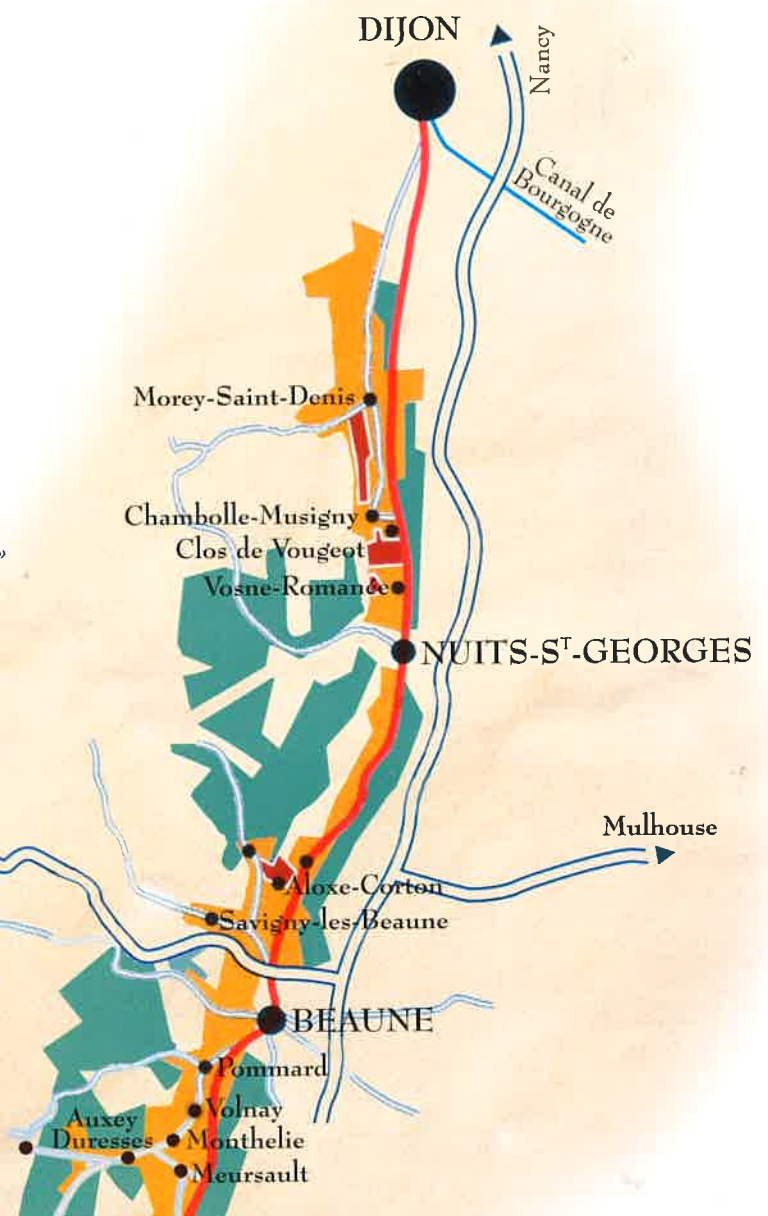 DIJON
Nancy
Canal de
Bourgogne
Morey-Saint-Denis
Chambolle-Musigny
»
Clos de Vougeot
Vosne-Romanée
NUITS-Sᵀ-GEORGES
Mulhouse
Aloxe-Corton
Savigny-les-Beaune
BEAUNE
Pommard
Volnay
Auxey
Duresses
Monthelie
Meursault